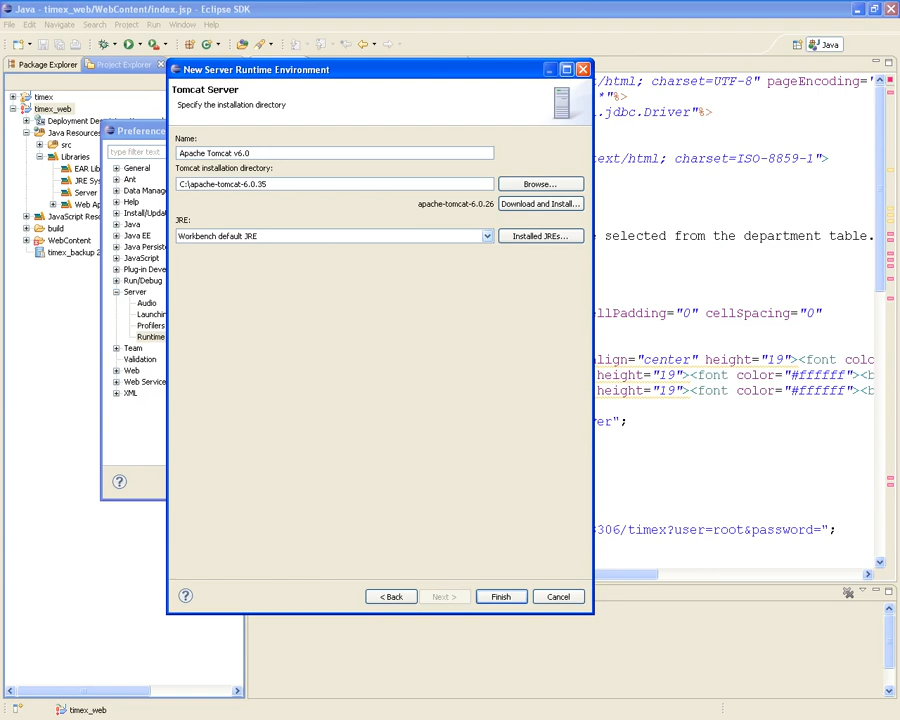 Java - timex_web/WebContent/index.jsp - Eclipse SDK
File Edit Navigate Search Project Run Window Help
Java
Package Explorer
Project Explorer
timex
timex_web
Deployment Des
Java Resources
src
Libraries
EAR Lib
JRE Sys
Server
Web Ap
JavaScript Reso
build
WebContent
timex_backup 2
Preference
type filter text
General
Ant
Data Manag
Help
Install/Upda
Java
Java EE
Java Persiste
JavaScript
Plug-in Deve
Run/Debug
Server
Audio
Launchin
Profilers
Runtime
Team
Validation
Web
Web Service
XML
New Server Runtime Environment
Tomcat Server
Specify the installation directory
Name:
Apache Tomcat v6.0
Tomcat installation directory:
C:\apache-tomcat-6.0.35
Browse...
apache-tomcat-6.0.26
Download and Install...
JRE:
Workbench default JRE
Installed JREs...
< Back
Next >
Finish
Cancel
/html; charset=UTF-8" pageEncoding="
*"%>
.jdbc.Driver"%>
text/html; charset=ISO-8859-1">
e selected from the department table.
llPadding="0" cellSpacing="0"
align="center" height="19"><font colo
height="19"><font color="#ffffff"><b
height="19"><font color="#ffffff"><b
ver";
3306/timex?user=root&password=";
timex_web